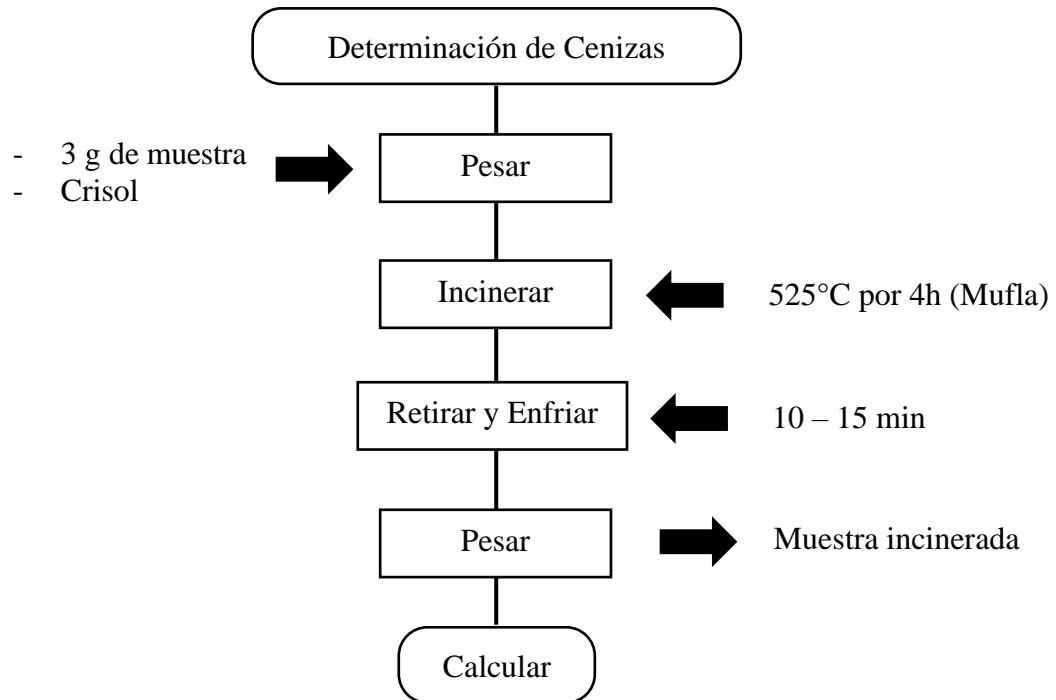 Determinación de Cenizas
- 3 g de muestra
- Crisol
Pesar
Incinerar
525°C por 4h (Mufla)
Retirar y Enfriar
10 – 15 min
Pesar
Muestra incinerada
Calcular